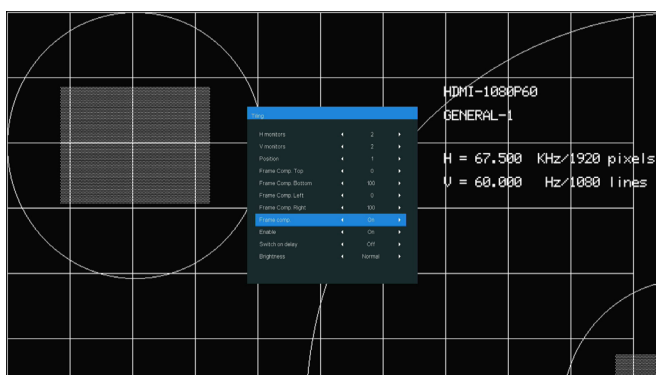 HDMI-1080P60
GENERAL-1
H = 67.500 KHz/1920 pixels
V = 60.000 Hz/1080 lines
Tiling
H monitors 2
V monitors 2
Position 1
Frame Comp. Top 0
Frame Comp. Bottom 100
Frame Comp. Left 0
Frame Comp. Right 100
Frame comp. On
Enable On
Switch on delay Off
Brightness Normal